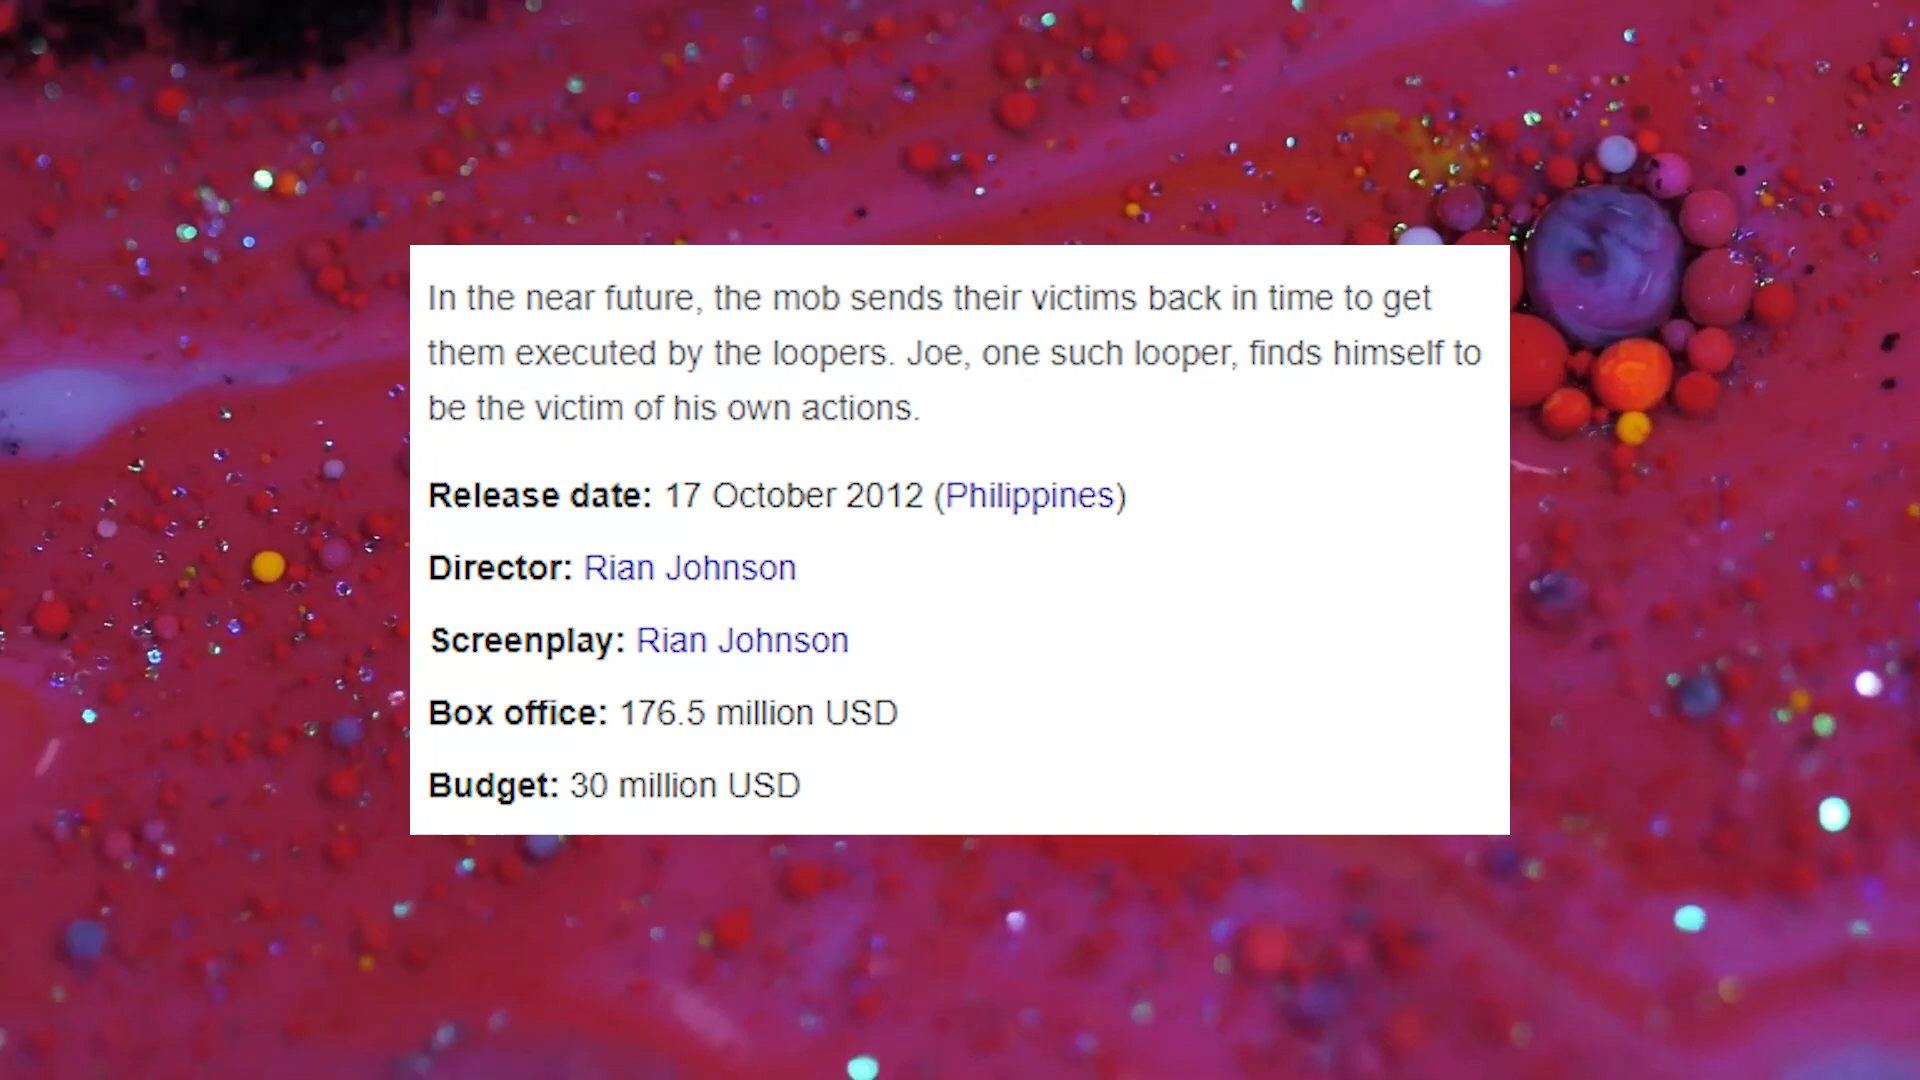 In the near future, the mob sends their victims back in time to get
them executed by the loopers. Joe, one such looper, finds himself to
be the victim of his own actions.
Release date: 17 October 2012 (Philippines)
Director: Rian Johnson
Screenplay: Rian Johnson
Box office: 176.5 million USD
Budget: 30 million USD